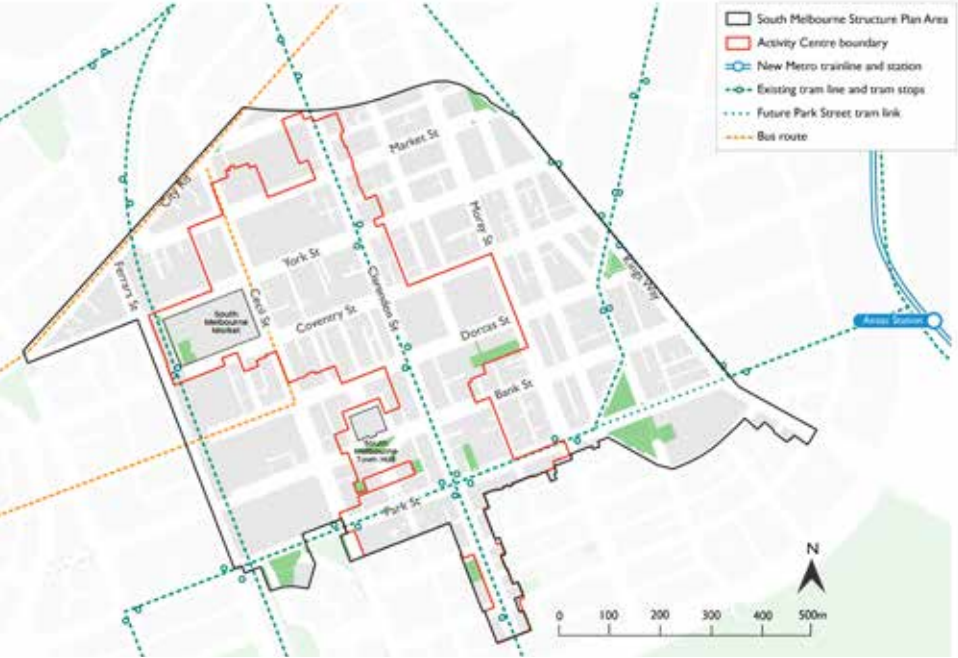 South Melbourne Structure Plan Area
Activity Centre boundary
New Metro trainline and station
Existing tram line and tram stops
Future Park Street tram link
Bus route
Market St
City Rd
Moray St
York St
Ferrars St
Cecil St
Clarendon St
Kings Way
South
Melbourne
Market
Coventry St
Dorcas St
Anzac Station
Bank St
South
Melbourne
Town Hall
Park St
N
0 100 200 300 400 500m